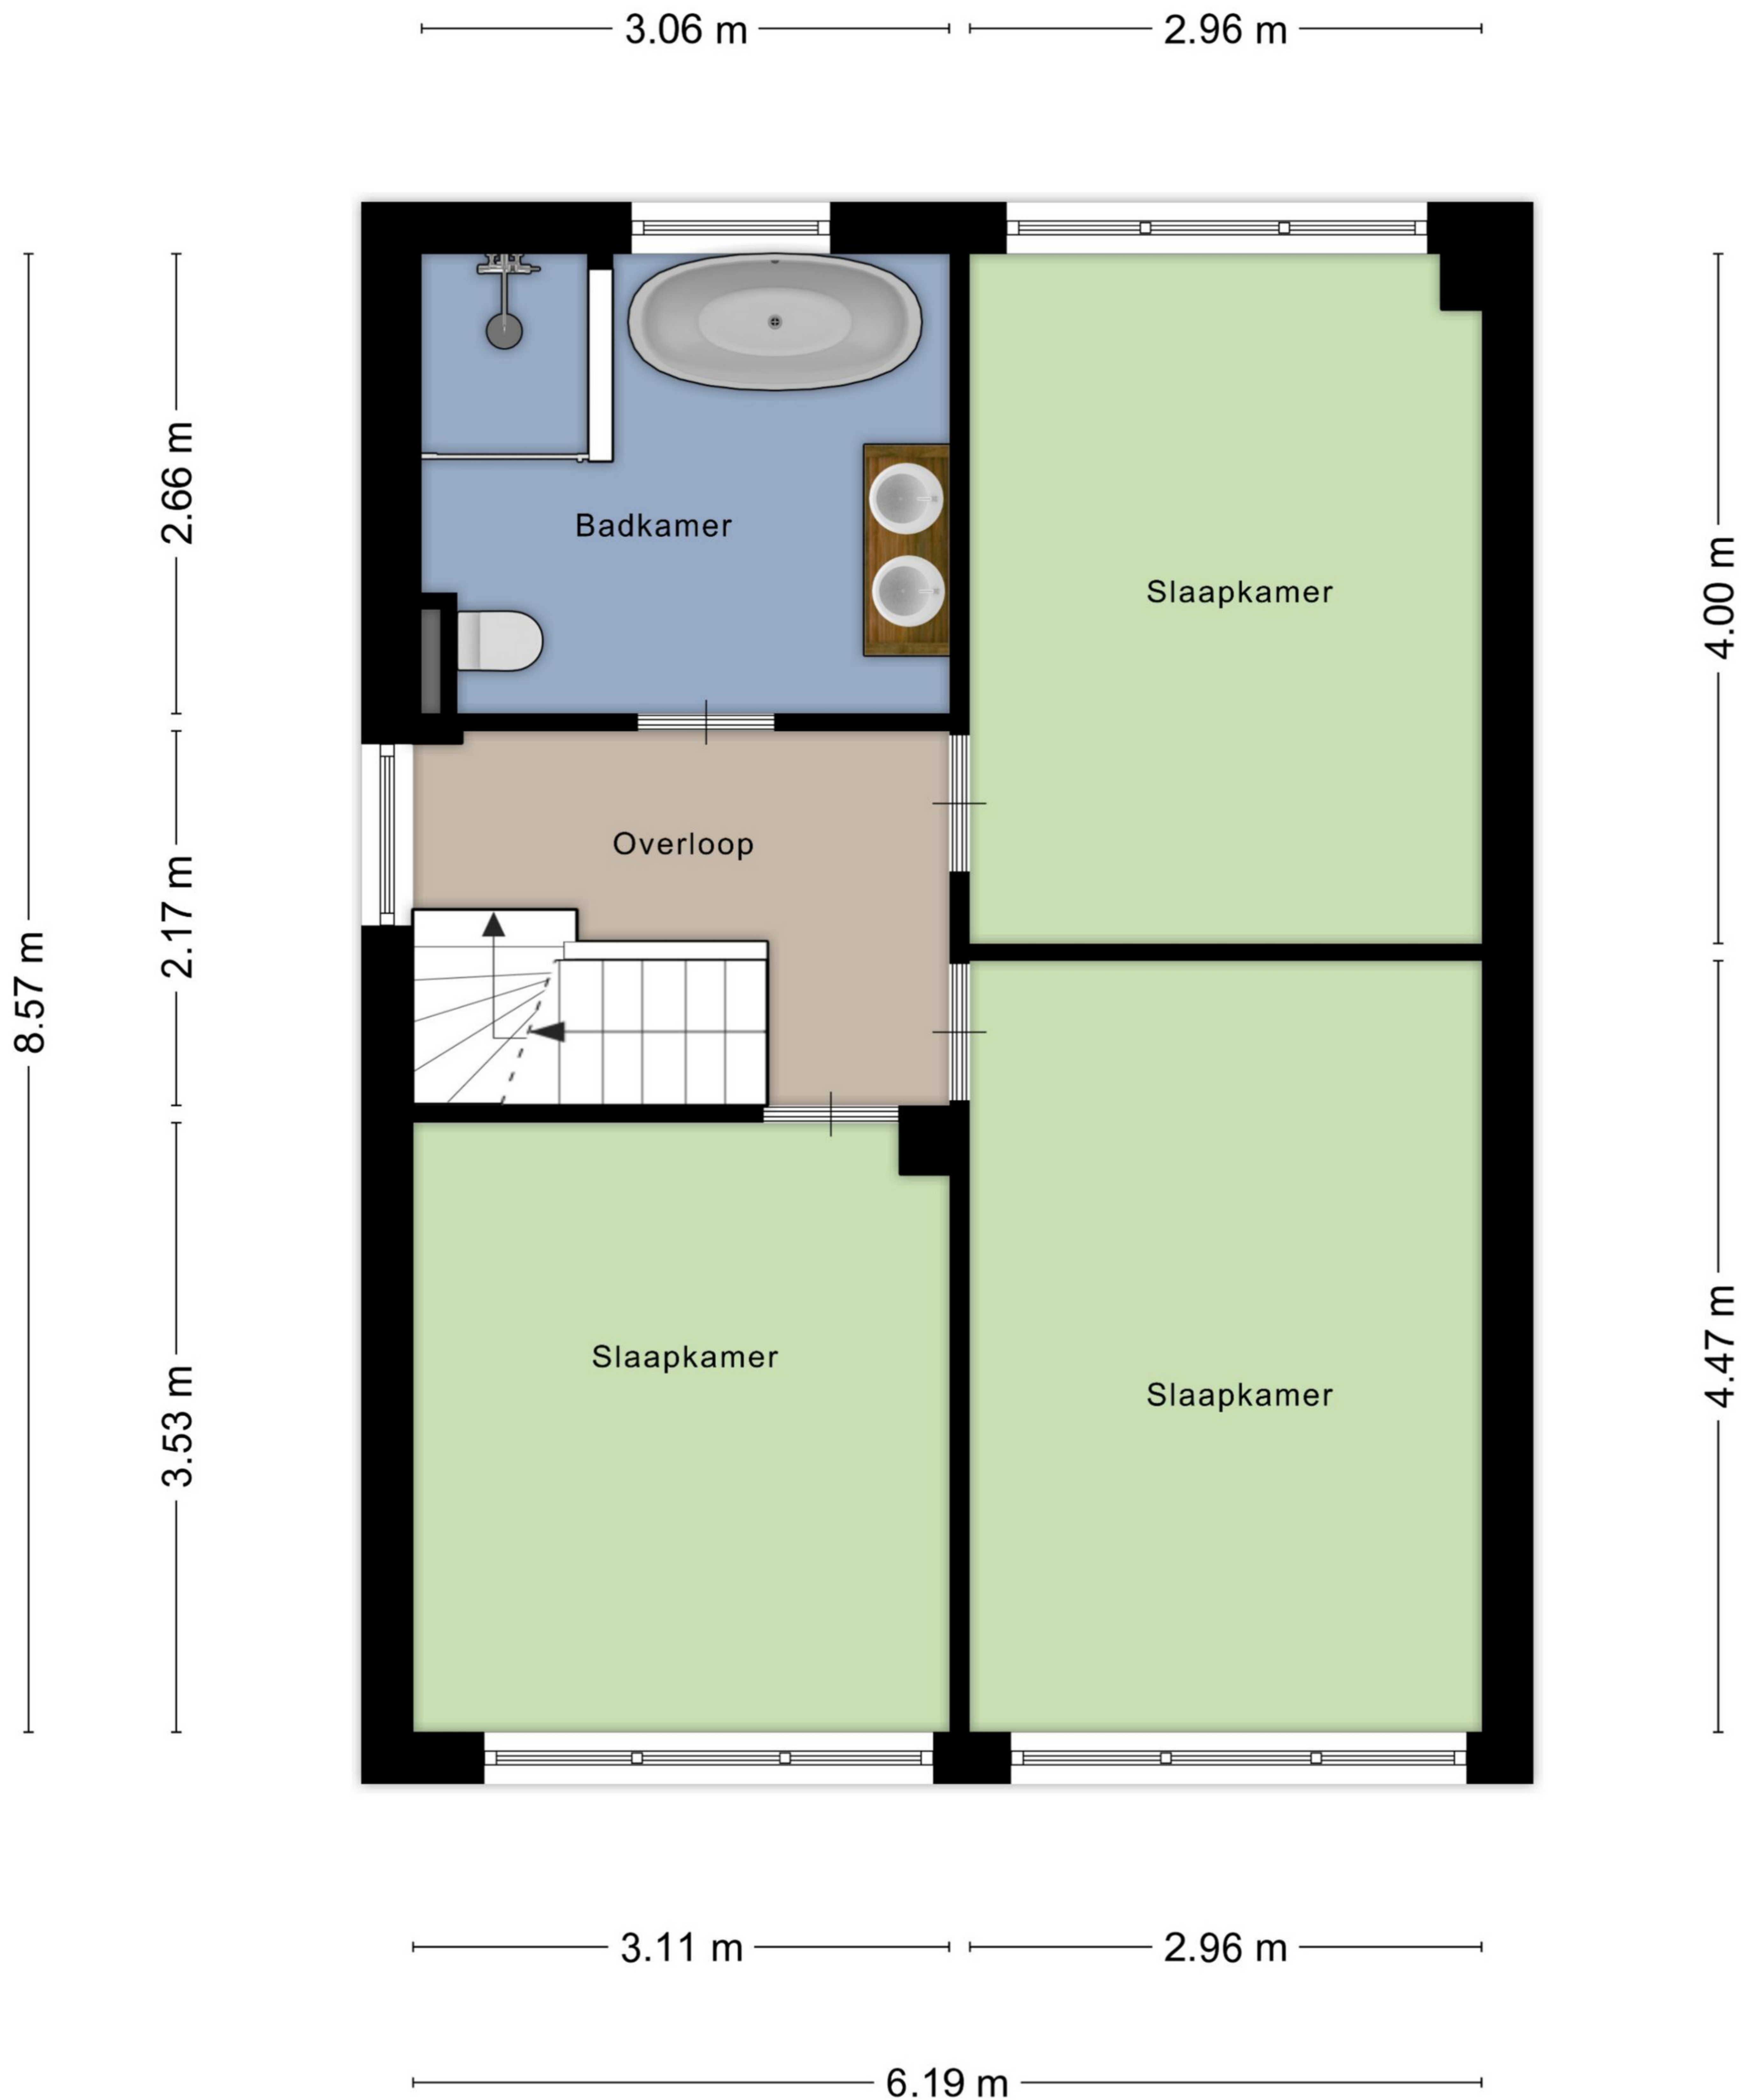 3.06 m
2.96 m
2.66 m
Badkamer
Slaapkamer
4.00 m
Overloop
2.17 m
8.57 m
Slaapkamer
Slaapkamer
3.53 m
4.47 m
3.11 m
2.96 m
6.19 m